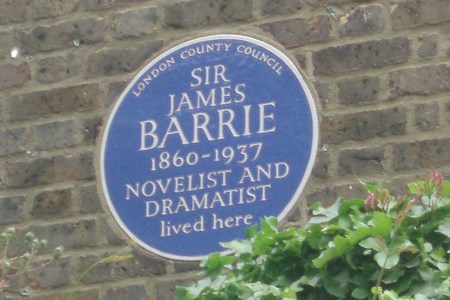 LONDON COUNTY COUNCIL
SIR
JAMES
BARRIE
1860-1937
NOVELIST AND
DRAMATIST
lived here